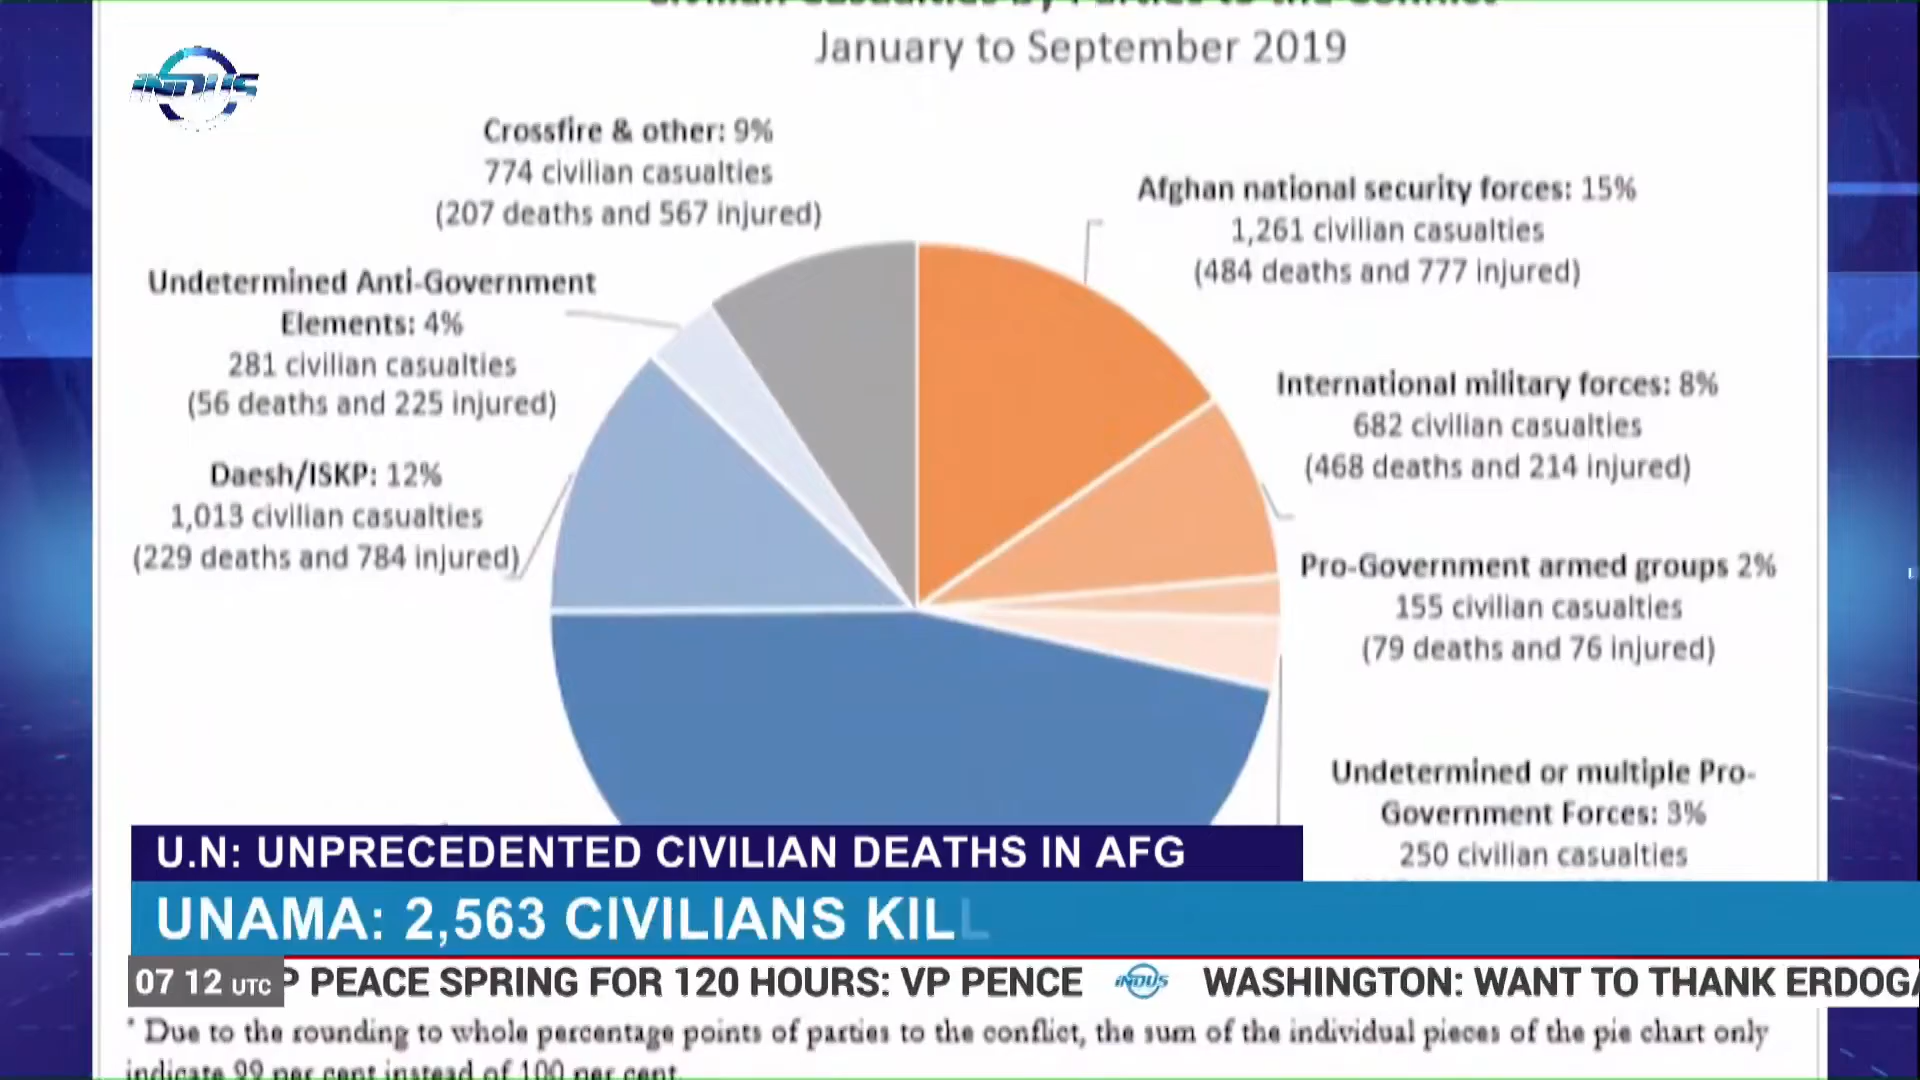 January to September 2019
INDUS
Crossfire & other: 9%
774 civilian casualties
(207 deaths and 567 injured)
Afghan national security forces: 15%
1,261 civilian casualties
(484 deaths and 777 injured)
Undetermined Anti-Government
Elements: 4%
281 civilian casualties
(56 deaths and 225 injured)
International military forces: 8%
682 civilian casualties
(468 deaths and 214 injured)
Daesh/ISKP: 12%
1,013 civilian casualties
(229 deaths and 784 injured)
Pro-Government armed groups 2%
155 civilian casualties
(79 deaths and 76 injured)
Undetermined or multiple Pro-
Government Forces: 3%
250 civilian casualties
U.N: UNPRECEDENTED CIVILIAN DEATHS IN AFG
UNAMA: 2,563 CIVILIANS KILL
07 12 UTC P PEACE SPRING FOR 120 HOURS: VP PENCE INDUS WASHINGTON: WANT TO THANK ERDOGA
* Due to the rounding to whole percentage points of parties to the conflict, the sum of the individual pieces of the pie chart only
indicate 99 per cent instead of 100 per cent.